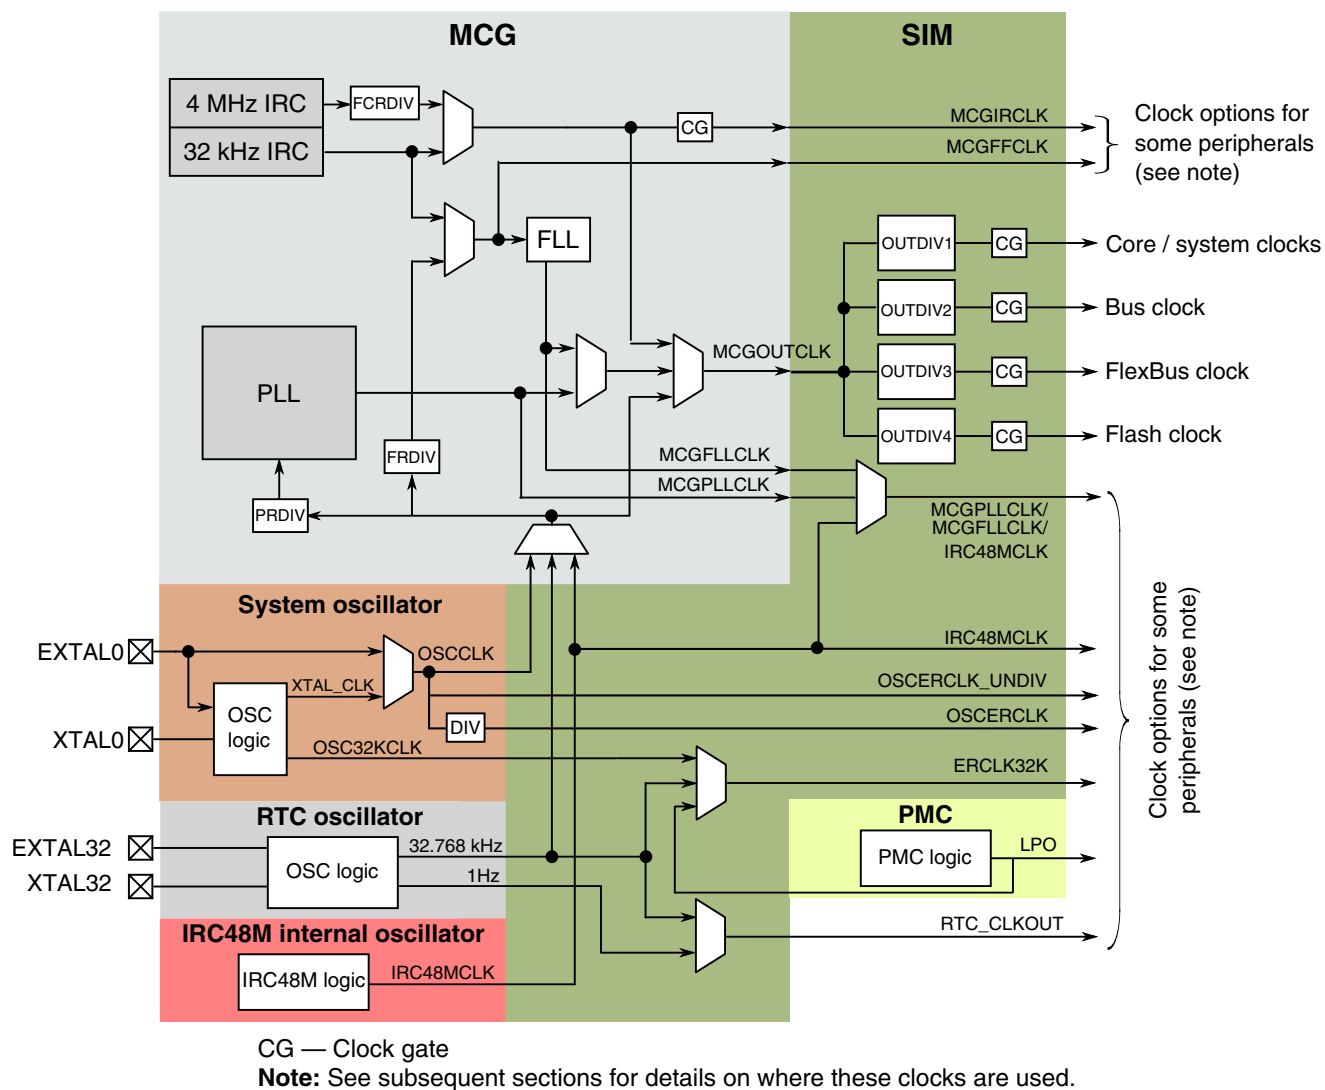 MCG
SIM
4 MHz IRC
FCRDIV
32 kHz IRC
CG
MCGIRCLK
MCGFFCLK
Clock options for
some peripherals
(see note)
FLL
OUTDIV1
CG
Core / system clocks
OUTDIV2
CG
Bus clock
MCGOUTCLK
OUTDIV3
CG
FlexBus clock
PLL
OUTDIV4
CG
Flash clock
FRDIV
MCGFLLCLK
MCGPLLCLK
PRDIV
MCGPLLCLK/
MCGFLLCLK/
IRC48MCLK
System oscillator
EXTAL0
OSCCLK
IRC48MCLK
XTAL_CLK
OSCERCLK_UNDIV
OSC
logic
DIV
OSCERCLK
XTAL0
OSC32KCLK
ERCLK32K
Clock options for some
peripherals (see note)
RTC oscillator
PMC
EXTAL32
32.768 kHz
OSC logic
PMC logic
LPO
XTAL32
1Hz
RTC_CLKOUT
IRC48M internal oscillator
IRC48M logic
IRC48MCLK
CG — Clock gate
Note: See subsequent sections for details on where these clocks are used.